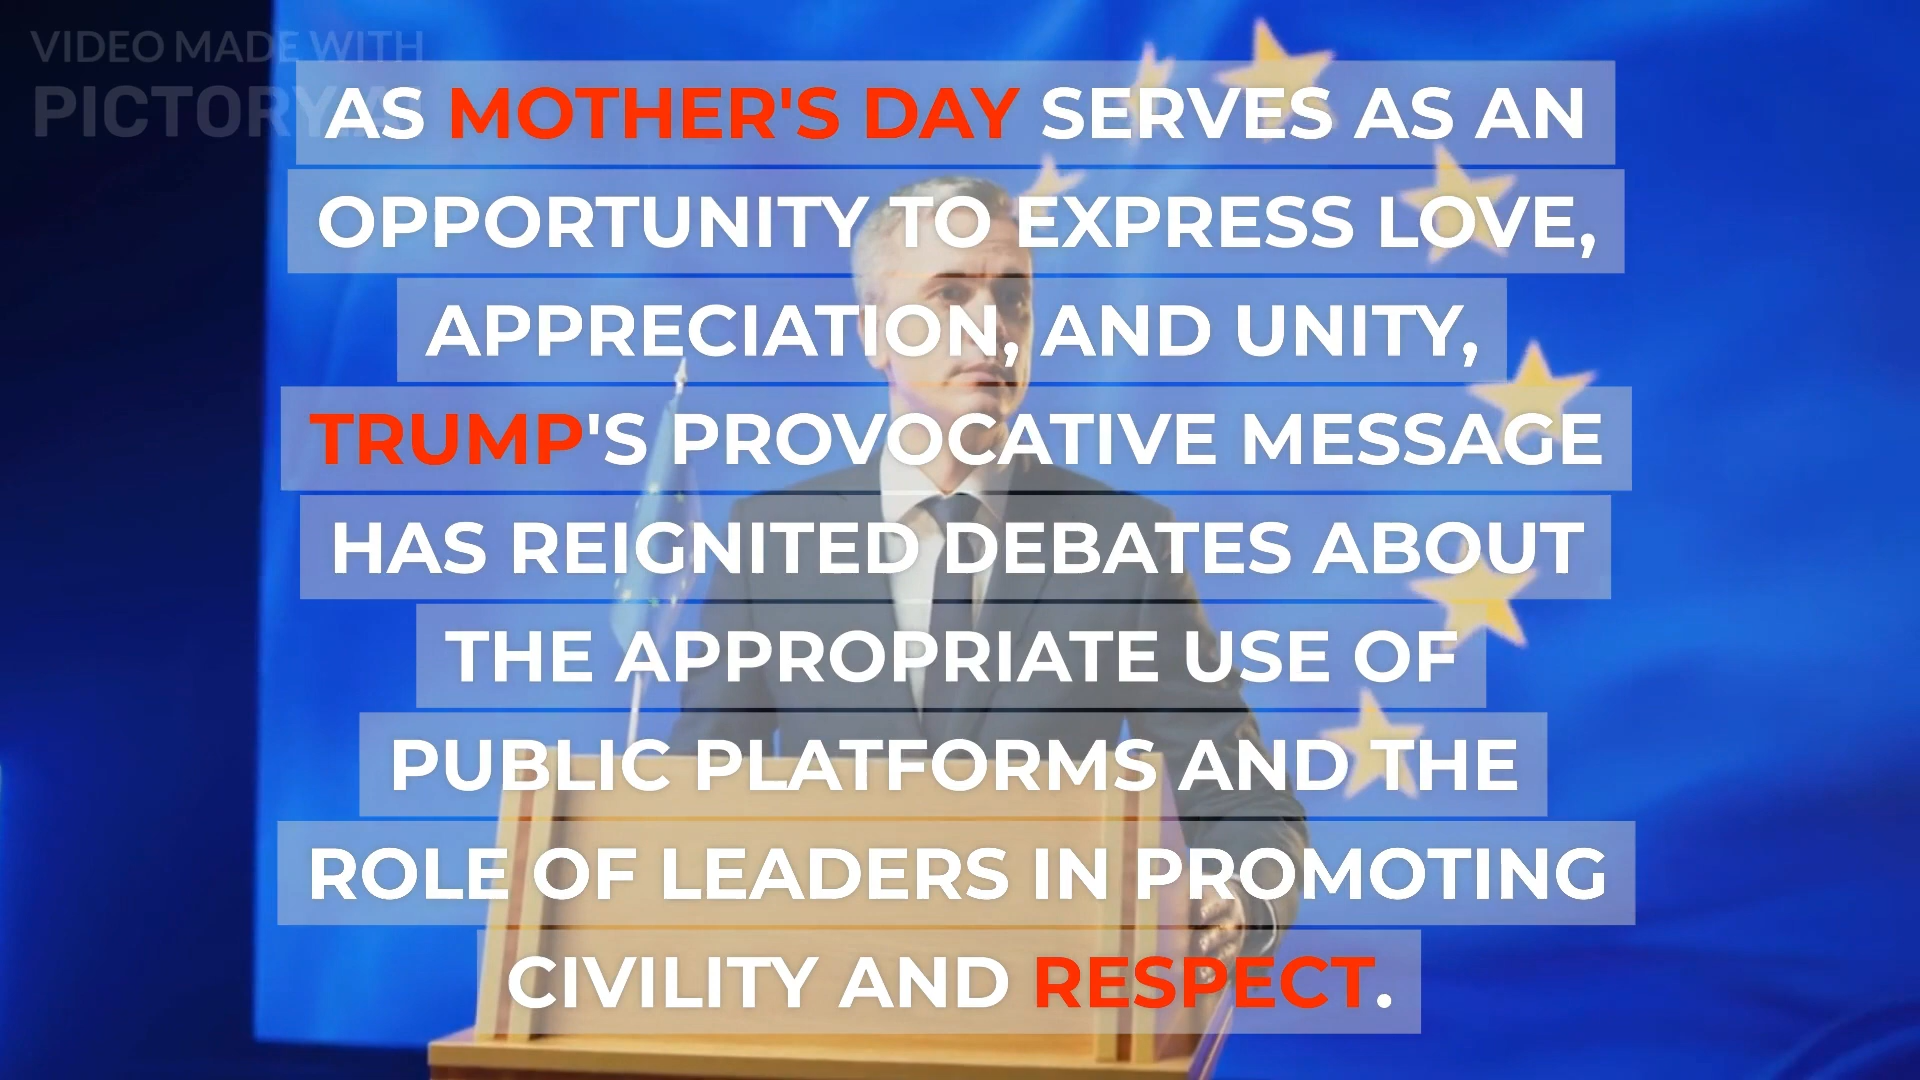 VIDEO MADE WITH
PICTORY.AI
AS MOTHER'S DAY SERVES AS AN
OPPORTUNITY TO EXPRESS LOVE,
APPRECIATION, AND UNITY,
TRUMP'S PROVOCATIVE MESSAGE
HAS REIGNITED DEBATES ABOUT
THE APPROPRIATE USE OF
PUBLIC PLATFORMS AND THE
ROLE OF LEADERS IN PROMOTING
CIVILITY AND RESPECT.